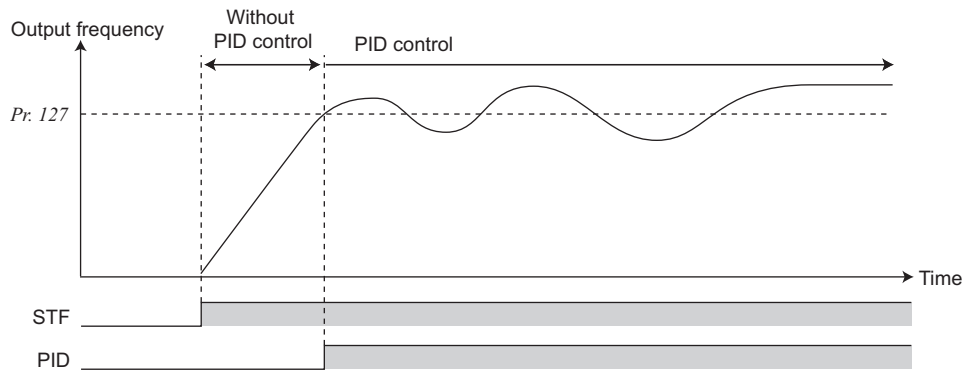 Without
PID control
Output frequency
PID control
Pr. 127
Time
STF
PID